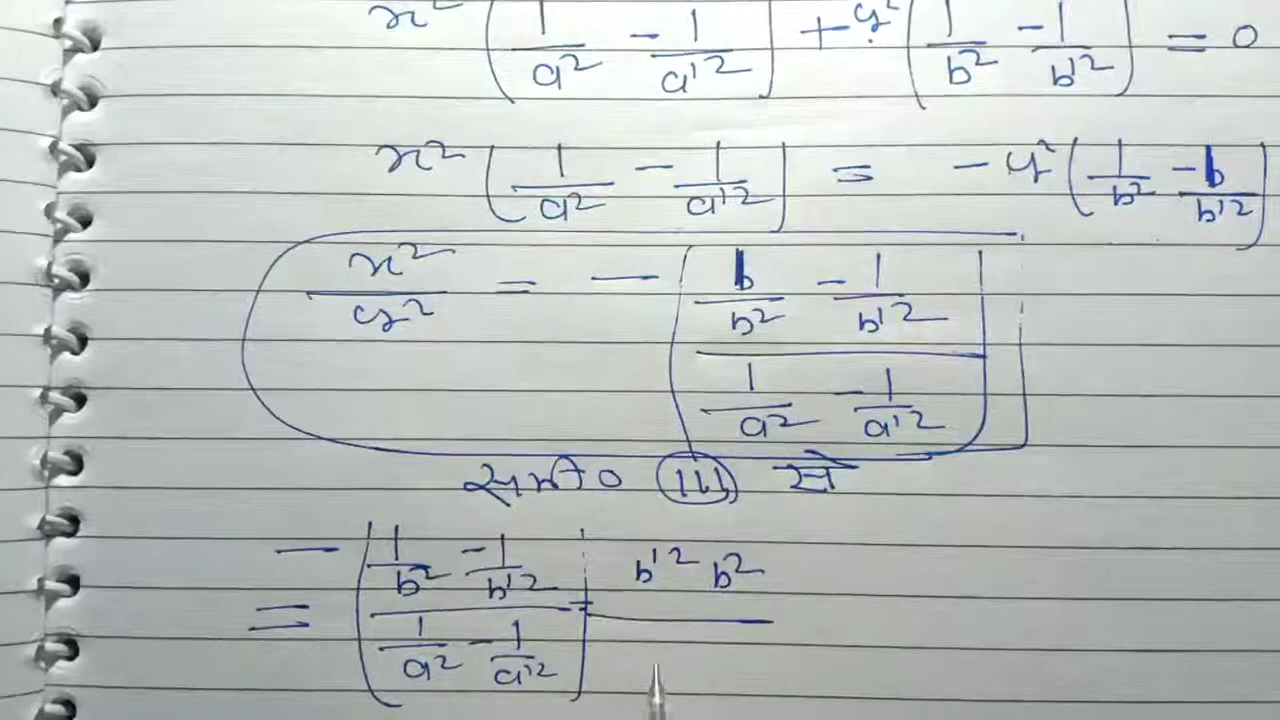 x² (1/a² - 1/a'²) + y² (1/b² - 1/b'²) = 0
x² (1/a² - 1/a'²) = - y² (1/b² - b/b'²)
x²/y² = - [(b/b² - 1/b'²) / (1/a² - 1/a'²)]
समी० (iii) से
= - [(1/b² - 1/b'²) / (1/a² - 1/a'²)] = b'² b² /